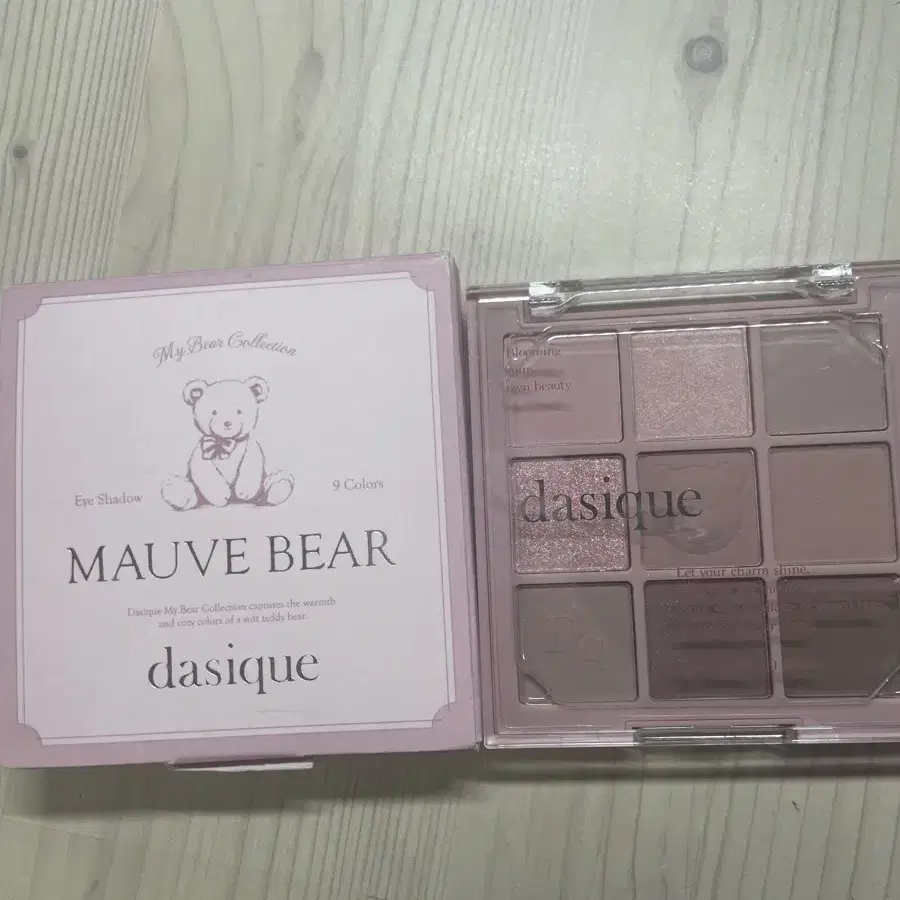 My Bear Collection
Eye Shadow
9 Colors
MAUVE BEAR
Dasique My Bear Collection captures the warmth
and cozy colors of a soft teddy bear.
dasique
Blooming
your
own beauty
dasique
Let your charm shine.